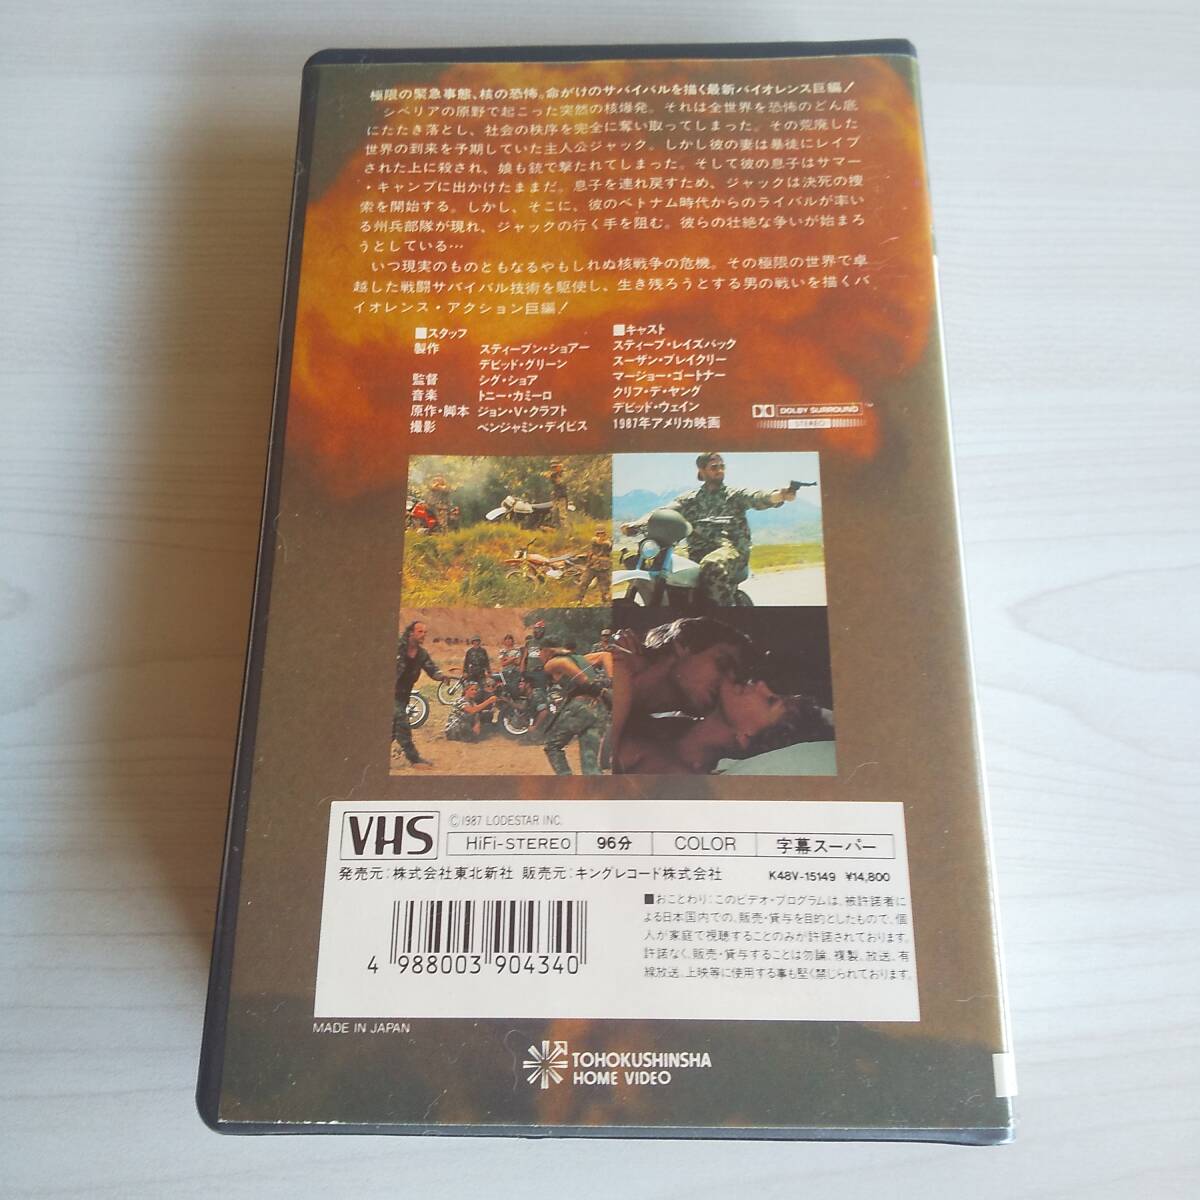 極限の緊急事態、核の恐怖。命がけのサバイバルを描く最新バイオレンス巨編!
シベリアの原野で起こった突然の核爆発。それは全世界を恐怖のどん底
にたたき落とし、社会の秩序を完全に奪い取ってしまった。その荒廃した
世界の到来を予期していた主人公ジャック。しかし彼の妻は暴徒にレイプ
された上に殺され、娘も銃で撃たれてしまった。そして彼の息子はサマー
・キャンプに出かけたままだ。息子を連れ戻すため、ジャックは決死の捜
索を開始する。しかし、そこに、彼のベトナム時代からのライバルが率い
る州兵部隊が現れ、ジャックの行く手を阻む。彼らの壮絶な争いが始まろ
うとしている…
いつ現実のものともなるやもしれぬ核戦争の危機。その極限の世界で卓
越した戦闘サバイバル技術を駆使し、生き残ろうとする男の戦いを描くバ
イオレンス・アクション巨編!
■スタッフ
製作 スティーブン・ショアー
デビッド・グリーン
監督 シグ・ショア
音楽 トニー・カミーロ
原作・脚本 ジョン・V・クラフト
撮影 ベンジャミン・デイビス
■キャスト
スティーブ・レイズバック
スーザン・ブレイクリー
マージョー・ゴートナー
クリフ・デ・ヤング
デビッド・ウェイン
1987年アメリカ映画
DOLBY SURROUND™
STEREO
VHS
©1987 LODESTAR INC.
HiFi-STEREO 96分 COLOR 字幕スーパー
発売元:株式会社東北新社 販売元:キングレコード株式会社
K48V-15149 ¥14,800
■おことわり:このビデオ・プログラムは、被許諾者に
よる日本国内での、販売・貸与を目的としたもので、個
人が家庭で視聴することのみが許諾されております。
許諾なく、販売・貸与することは勿論、複製、放送、有
線放送、上映等に使用する事も堅く禁じられております。
4 988003 904340
MADE IN JAPAN
TOHOKUSHINSHA
HOME VIDEO